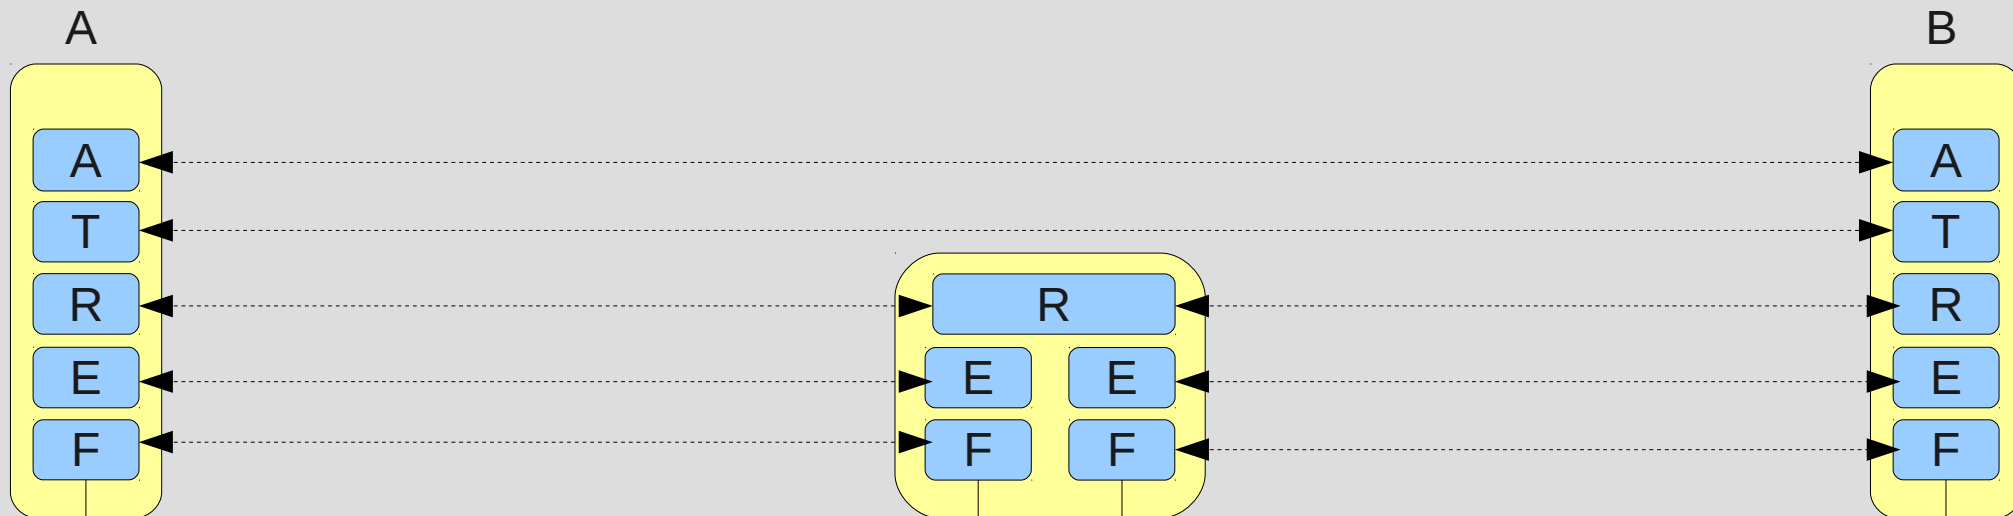 A B
A A
T T
R R R
E E E E
F F F F